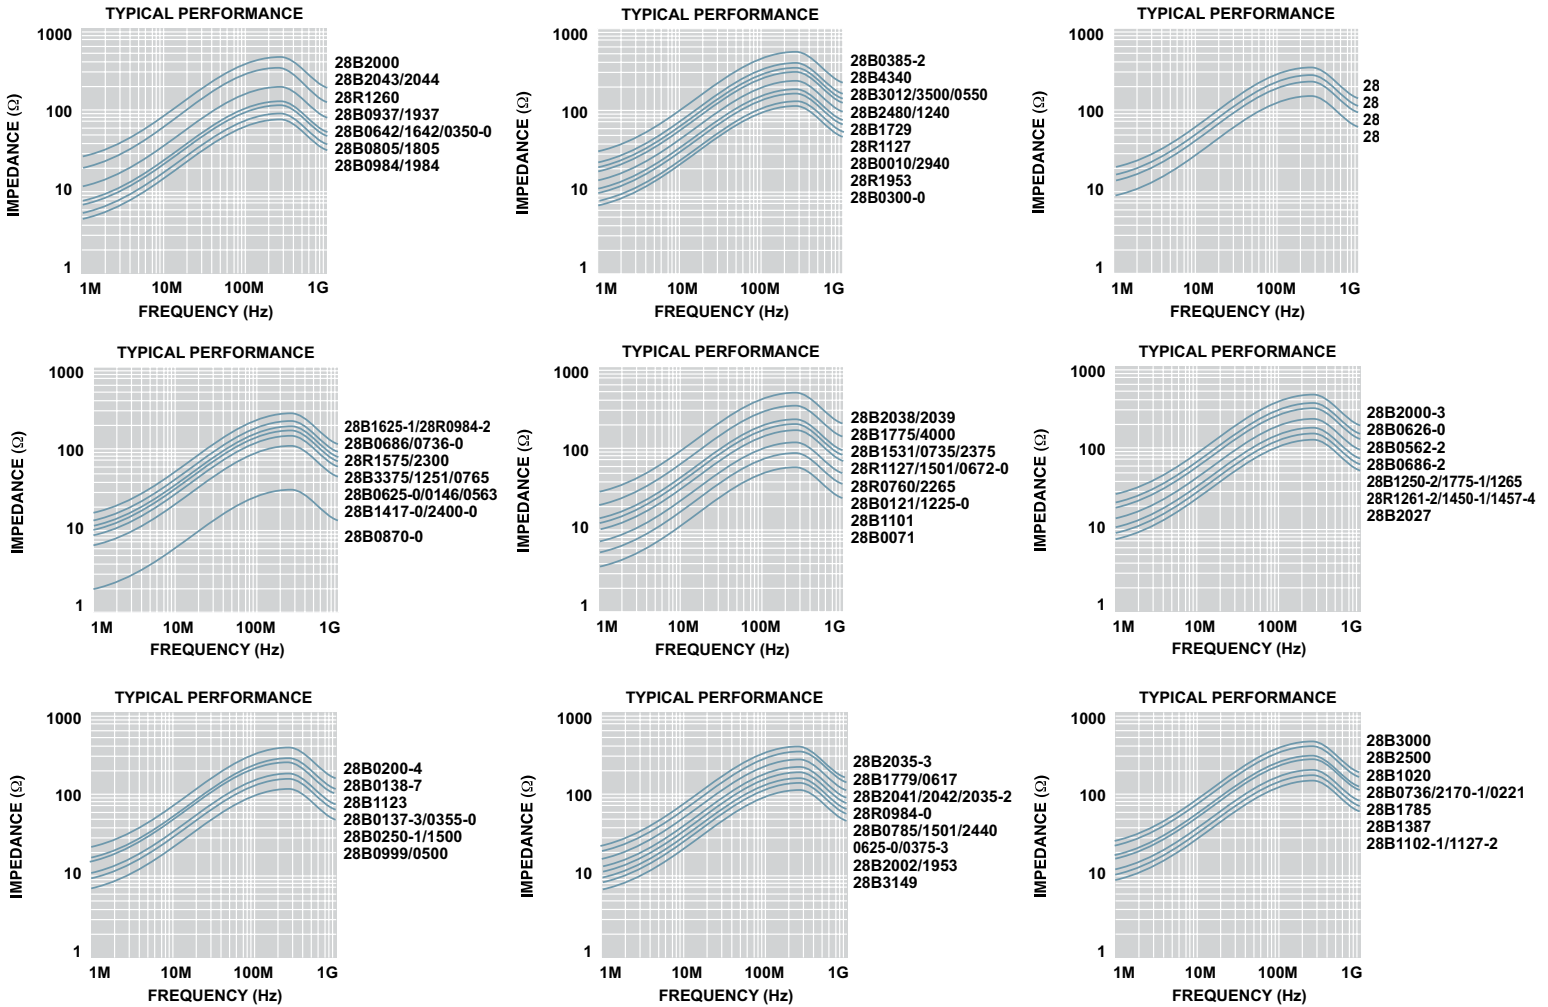 TYPICAL PERFORMANCE
IMPEDANCE (Ω)
1000
100
10
1
1M 10M 100M 1G
FREQUENCY (Hz)
28B2000
28B2043/2044
28R1260
28B0937/1937
28B0642/1642/0350-0
28B0805/1805
28B0984/1984
TYPICAL PERFORMANCE
IMPEDANCE (Ω)
1000
100
10
1
1M 10M 100M 1G
FREQUENCY (Hz)
28B0385-2
28B4340
28B3012/3500/0550
28B2480/1240
28B1729
28R1127
28B0010/2940
28R1953
28B0300-0
TYPICAL PERFORMANCE
IMPEDANCE (Ω)
1000
100
10
1
1M 10M 100M 1G
FREQUENCY (Hz)
28
28
28
28
TYPICAL PERFORMANCE
IMPEDANCE (Ω)
1000
100
10
1
1M 10M 100M 1G
FREQUENCY (Hz)
28B1625-1/28R0984-2
28B0686/0736-0
28R1575/2300
28B3375/1251/0765
28B0625-0/0146/0563
28B1417-0/2400-0
28B0870-0
TYPICAL PERFORMANCE
IMPEDANCE (Ω)
1000
100
10
1
1M 10M 100M 1G
FREQUENCY (Hz)
28B2038/2039
28B1775/4000
28B1531/0735/2375
28R1127/1501/0672-0
28R0760/2265
28B0121/1225-0
28B1101
28B0071
TYPICAL PERFORMANCE
IMPEDANCE (Ω)
1000
100
10
1
1M 10M 100M 1G
FREQUENCY (Hz)
28B2000-3
28B0626-0
28B0562-2
28B0686-2
28B1250-2/1775-1/1265
28R1261-2/1450-1/1457-4
28B2027
TYPICAL PERFORMANCE
IMPEDANCE (Ω)
1000
100
10
1
1M 10M 100M 1G
FREQUENCY (Hz)
28B0200-4
28B0138-7
28B1123
28B0137-3/0355-0
28B0250-1/1500
28B0999/0500
TYPICAL PERFORMANCE
IMPEDANCE (Ω)
1000
100
10
1
1M 10M 100M 1G
FREQUENCY (Hz)
28B2035-3
28B1779/0617
28B2041/2042/2035-2
28R0984-0
28B0785/1501/2440
0625-0/0375-3
28B2002/1953
28B3149
TYPICAL PERFORMANCE
IMPEDANCE (Ω)
1000
100
10
1
1M 10M 100M 1G
FREQUENCY (Hz)
28B3000
28B2500
28B1020
28B0736/2170-1/0221
28B1785
28B1387
28B1102-1/1127-2